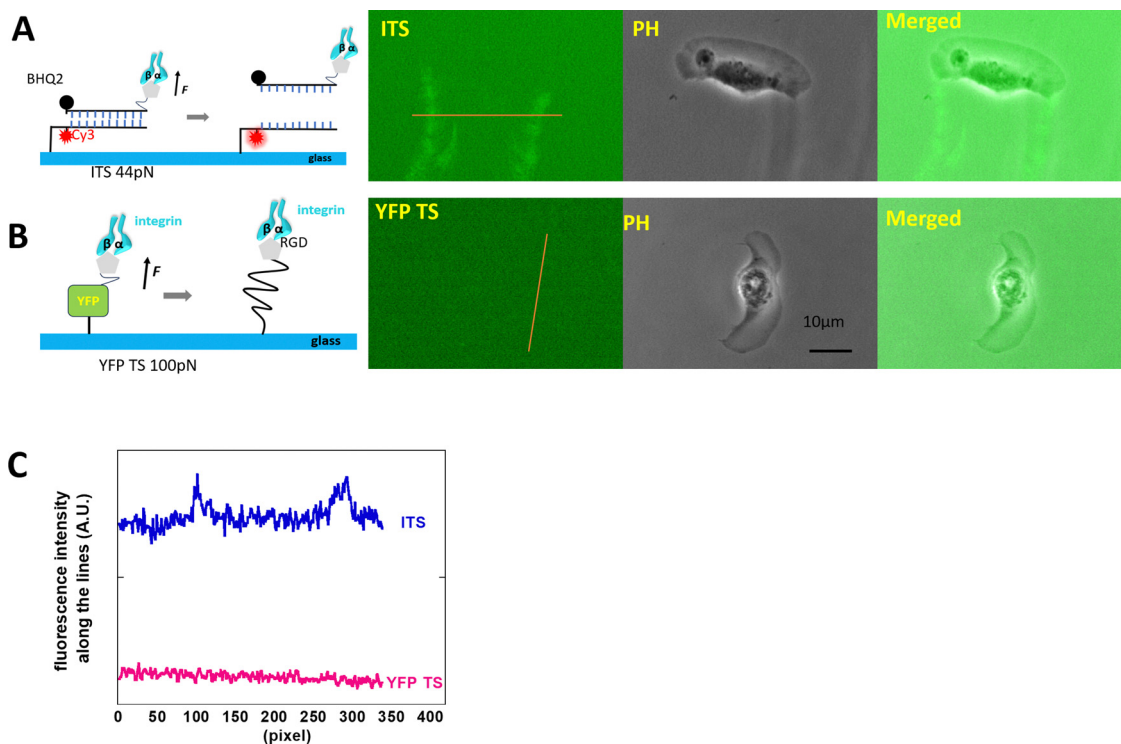 A
BHQ2
β α
F
β α
Cy3
glass
ITS 44pN
ITS
PH
Merged
B
integrin
β α
F
YFP
integrin
β α
RGD
glass
YFP TS 100pN
YFP TS
PH
10μm
Merged
C
fluorescence intensity
along the lines (A.U.)
ITS
YFP TS
0 50 100 150 200 250 300 350 400
(pixel)